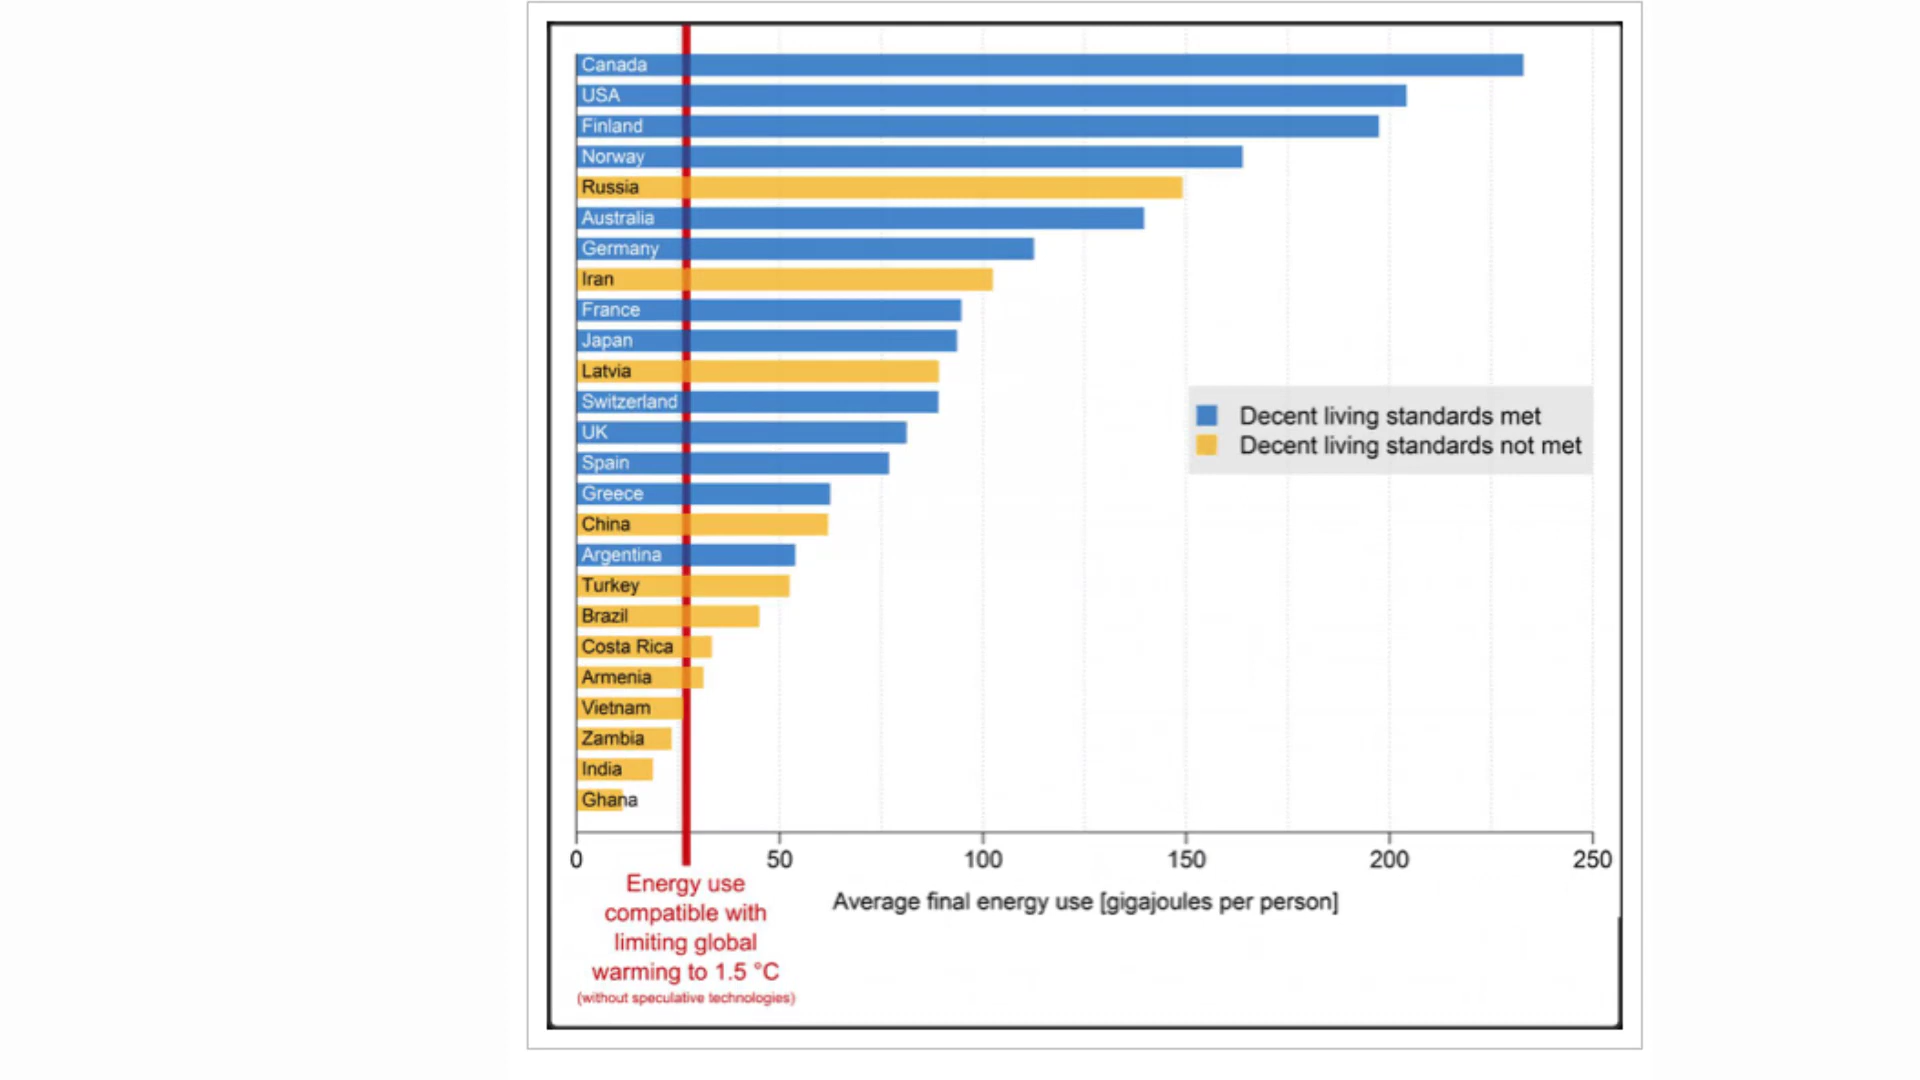 Canada
USA
Finland
Norway
Russia
Australia
Germany
Iran
France
Japan
Latvia
Switzerland
UK
Spain
Greece
China
Argentina
Turkey
Brazil
Costa Rica
Armenia
Vietnam
Zambia
India
Ghana
Decent living standards met
Decent living standards not met
0 50 100 150 200 250
Average final energy use [gigajoules per person]
Energy use
compatible with
limiting global
warming to 1.5 °C
(without speculative technologies)